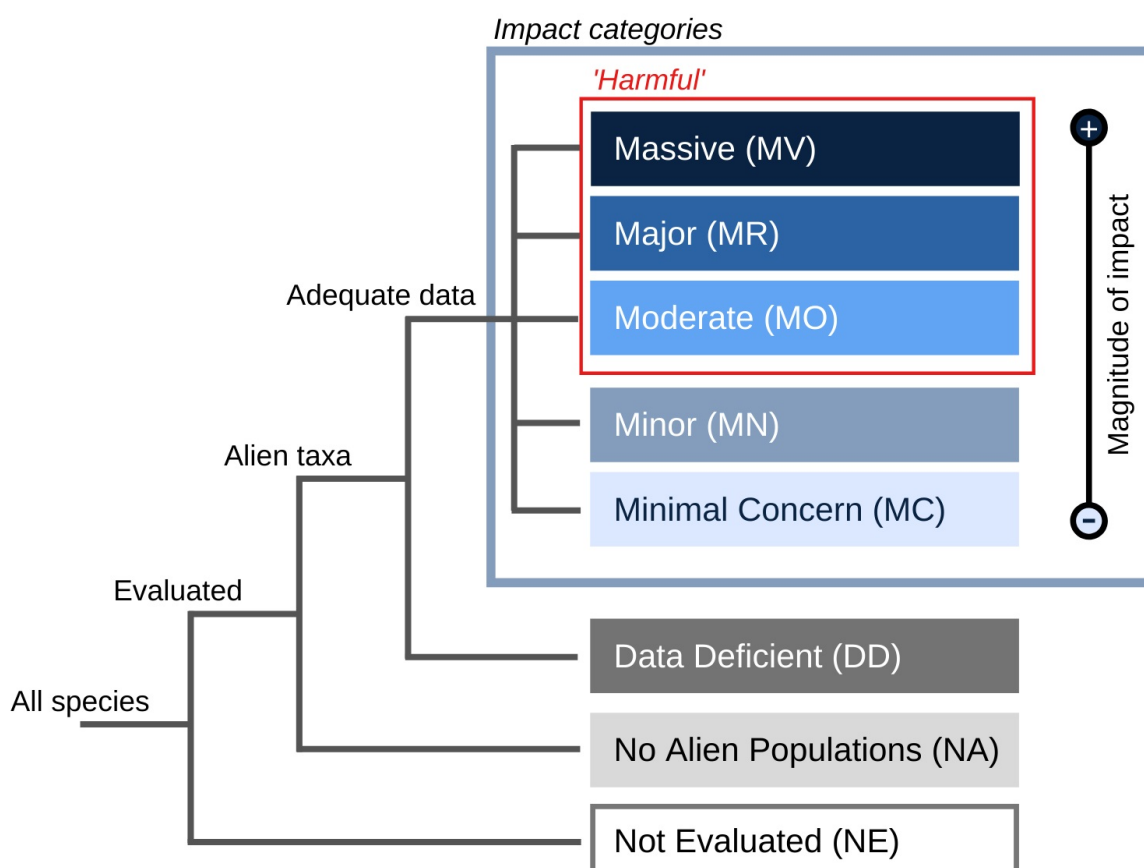 Impact categories
'Harmful'
Massive (MV)
+
Major (MR)
Adequate data
Moderate (MO)
Magnitude of impact
Minor (MN)
Alien taxa
Minimal Concern (MC)
-
Evaluated
Data Deficient (DD)
All species
No Alien Populations (NA)
Not Evaluated (NE)